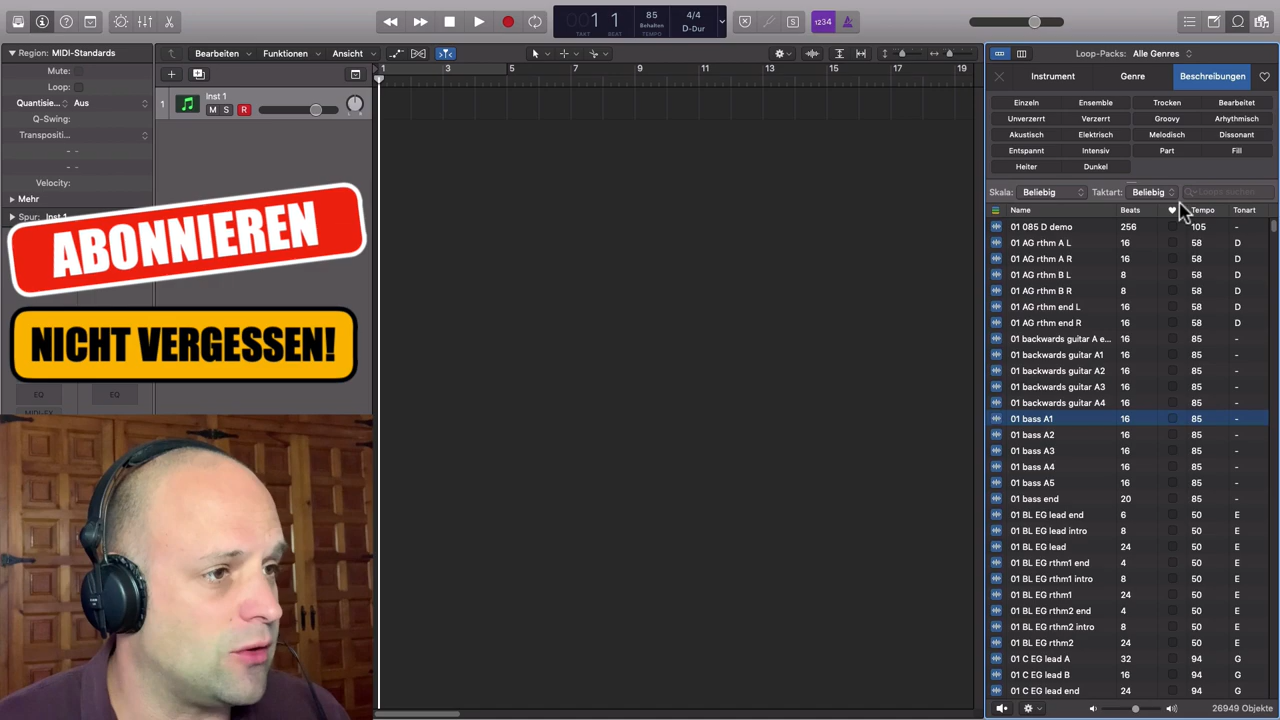 1 1
TAKT BEAT
85
Behalten
TEMPO
4/4
D-Dur
1234
Region: MIDI-Standards
Mute:
Loop:
Quantisie... Aus
Q-Swing:
Transpositi...
Velocity:
Mehr
Spur: Inst 1
EQ EQ
Bearbeiten Funktionen Ansicht
1 3 5 7 9 11 13 15 17 19
1
Inst 1
M S R
ABONNIEREN
NICHT VERGESSEN!
Loop-Packs: Alle Genres
Instrument Genre Beschreibungen
Einzeln Ensemble Trocken Bearbeitet
Unverzerrt Verzerrt Groovy Arhythmisch
Akustisch Elektrisch Melodisch Dissonant
Entspannt Intensiv Part Fill
Heiter Dunkel
Skala: Beliebig Taktart: Beliebig Loops suchen
Name Beats Tempo Tonart
01 085 D demo 256 105 -
01 AG rthm A L 16 58 D
01 AG rthm A R 16 58 D
01 AG rthm B L 8 58 D
01 AG rthm B R 8 58 D
01 AG rthm end L 16 58 D
01 AG rthm end R 16 58 D
01 backwards guitar A e... 16 85 -
01 backwards guitar A1 16 85 -
01 backwards guitar A2 16 85 -
01 backwards guitar A3 16 85 -
01 backwards guitar A4 16 85 -
01 bass A1 16 85 -
01 bass A2 16 85 -
01 bass A3 16 85 -
01 bass A4 16 85 -
01 bass A5 16 85 -
01 bass end 20 85 -
01 BL EG lead end 6 50 E
01 BL EG lead intro 8 50 E
01 BL EG lead 24 50 E
01 BL EG rthm1 end 4 50 E
01 BL EG rthm1 intro 8 50 E
01 BL EG rthm1 24 50 E
01 BL EG rthm2 end 4 50 E
01 BL EG rthm2 intro 8 50 E
01 BL EG rthm2 24 50 E
01 C EG lead A 32 94 G
01 C EG lead B 16 94 G
01 C EG lead end 24 94 G
26949 Objekte